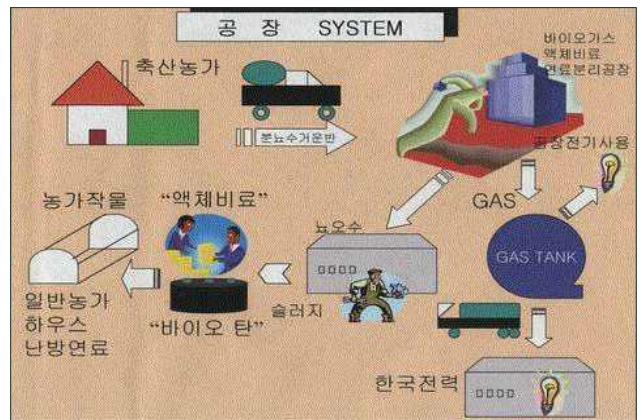 공 장 SYSTEM
축산농가
분뇨수거운반
바이오가스
액체비료
연료분리공장
공장전기사용
GAS
GAS TANK
뇨오수
슬러지
"액체비료"
"바이오 탄"
농가작물
일반농가
하우스
난방연료
한국전력